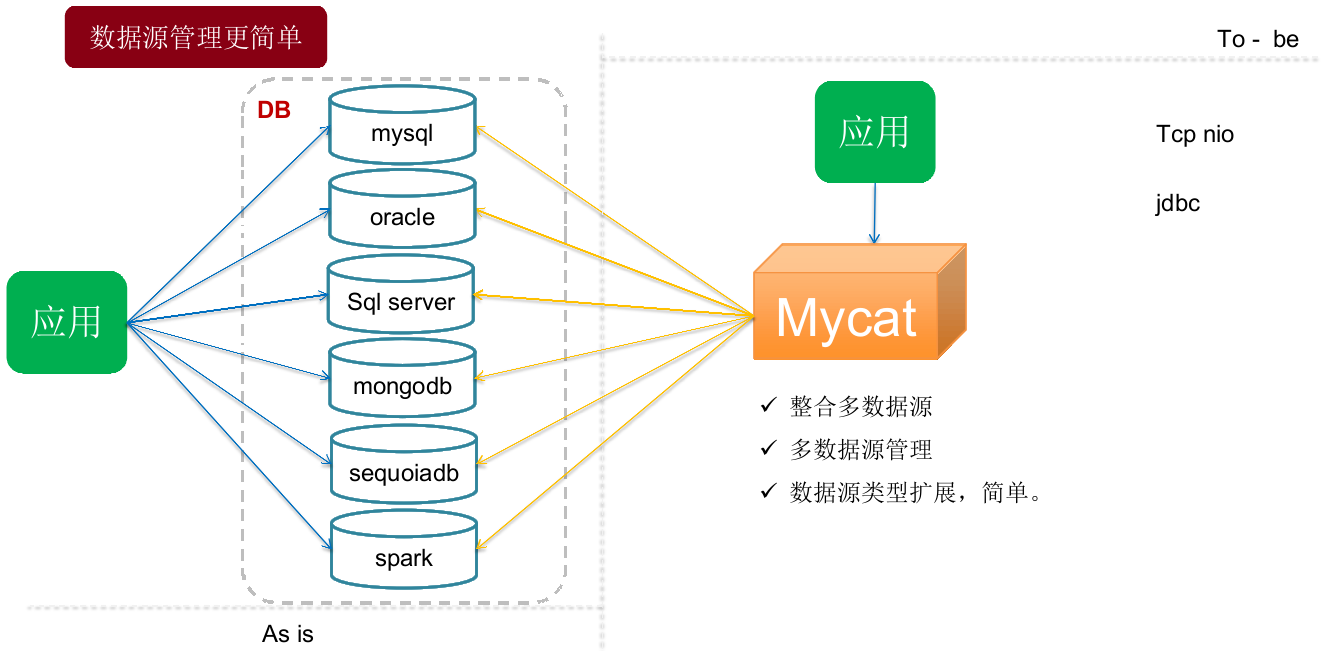 数据源管理更简单
To - be
DB
mysql
oracle
Sql server
mongodb
sequoiadb
spark
应用
As is
应用
Tcp nio
jdbc
Mycat
✓ 整合多数据源
✓ 多数据源管理
✓ 数据源类型扩展，简单。